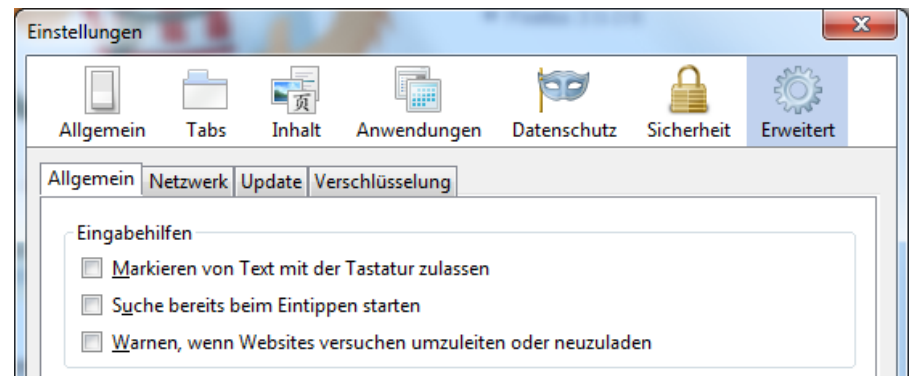 Einstellungen
页
Allgemein Tabs Inhalt Anwendungen Datenschutz Sicherheit Erweitert
Allgemein Netzwerk Update Verschlüsselung
Eingabehilfen
Markieren von Text mit der Tastatur zulassen
Suche bereits beim Eintippen starten
Warnen, wenn Websites versuchen umzuleiten oder neuzuladen